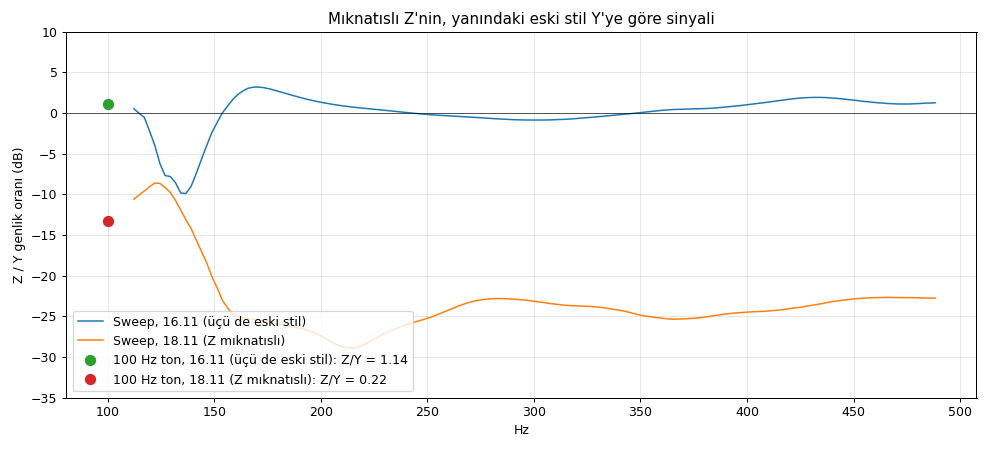 Mıknatıslı Z'nin, yanındaki eski stil Y'ye göre sinyali
Z / Y genlik oranı (dB)
10
5
0
−5
−10
−15
−20
−25
−30
−35
Sweep, 16.11 (üçü de eski stil)
Sweep, 18.11 (Z mıknatıslı)
100 Hz ton, 16.11 (üçü de eski stil): Z/Y = 1.14
100 Hz ton, 18.11 (Z mıknatıslı): Z/Y = 0.22
100 150 200 250 300 350 400 450 500
Hz